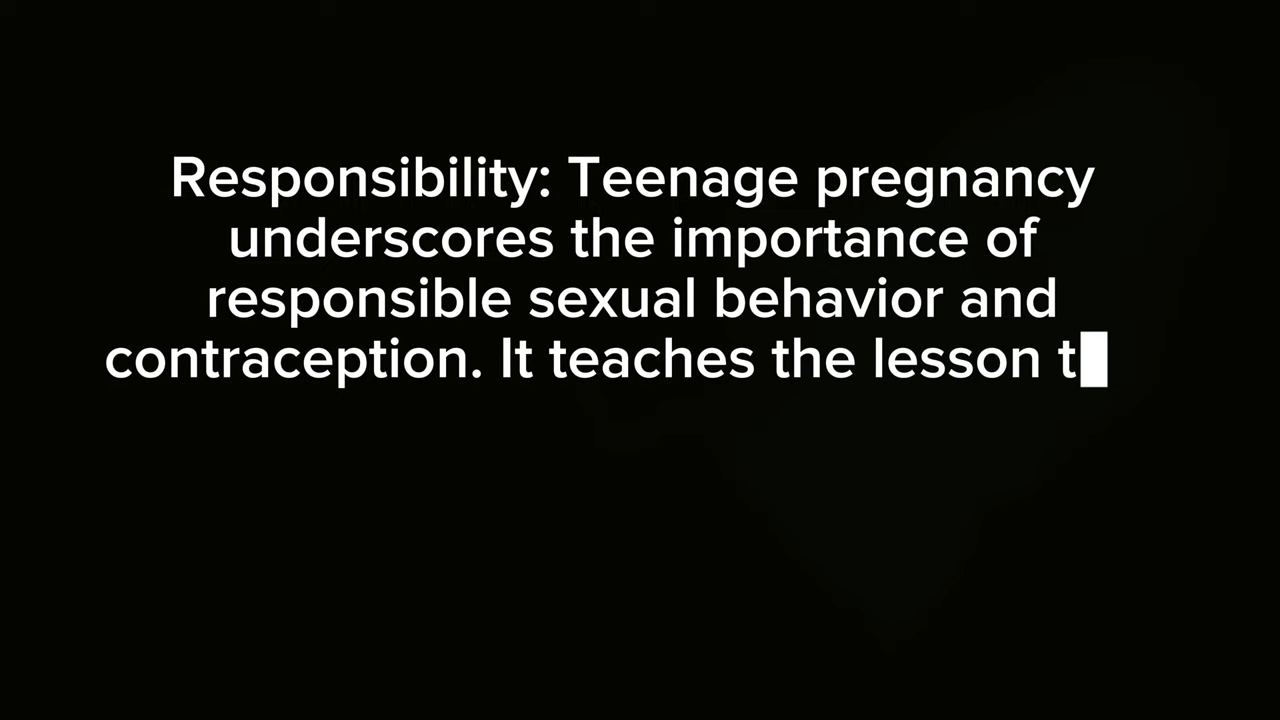 Responsibility: Teenage pregnancy
underscores the importance of
responsible sexual behavior and
contraception. It teaches the lesson t